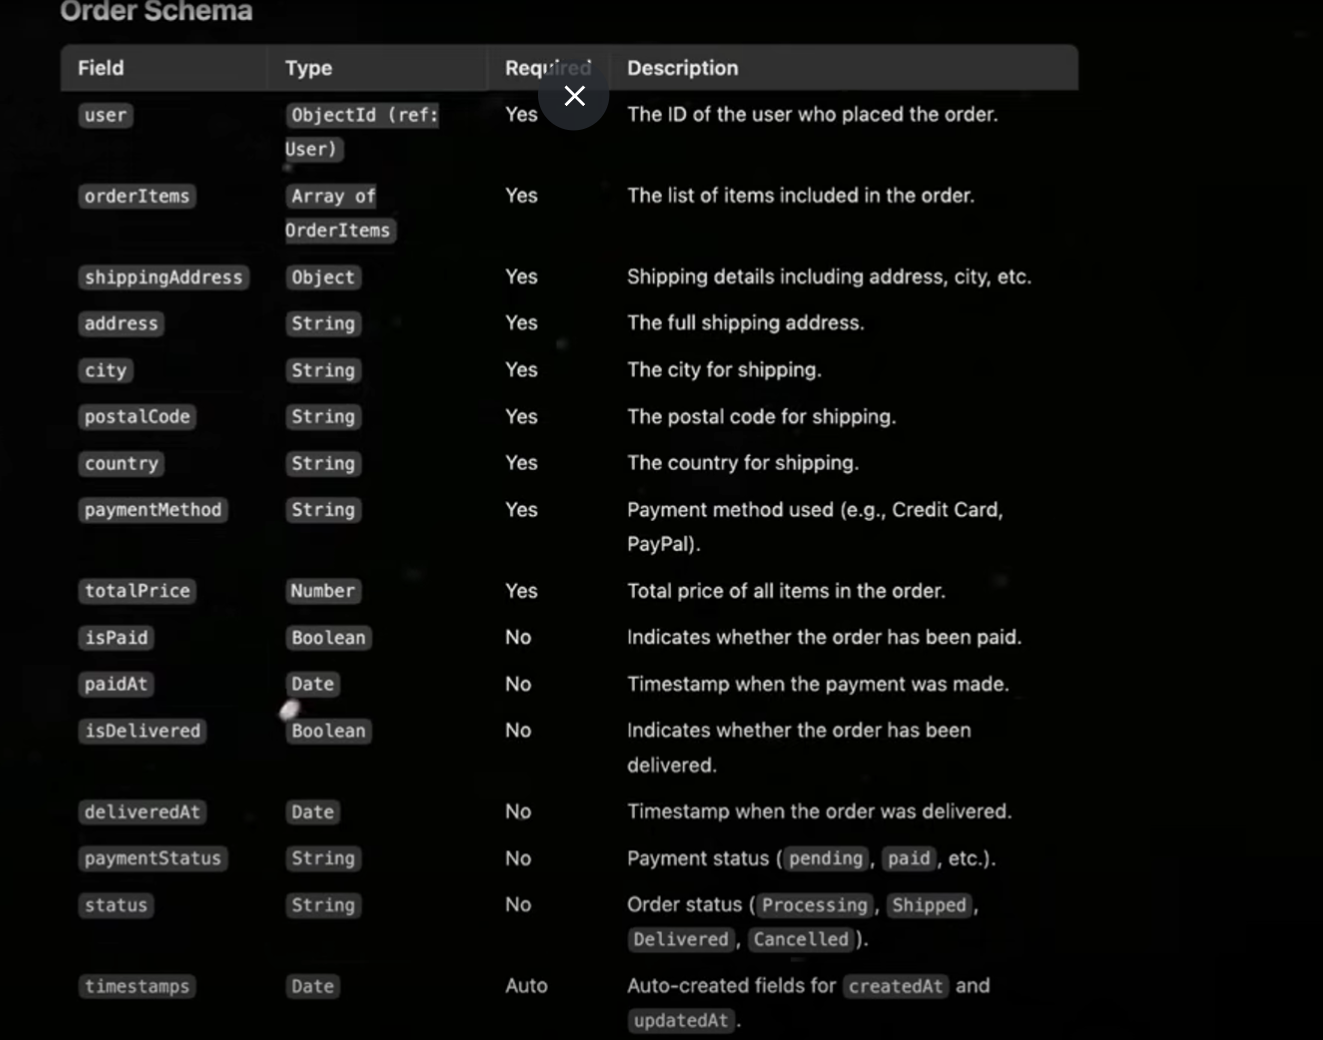 Order Schema
Field Type Required Description
user ObjectId (ref: Yes The ID of the user who placed the order.
User)
orderItems Array of Yes The list of items included in the order.
OrderItems
shippingAddress Object Yes Shipping details including address, city, etc.
address String Yes The full shipping address.
city String Yes The city for shipping.
postalCode String Yes The postal code for shipping.
country String Yes The country for shipping.
paymentMethod String Yes Payment method used (e.g., Credit Card,
PayPal).
totalPrice Number Yes Total price of all items in the order.
isPaid Boolean No Indicates whether the order has been paid.
paidAt Date No Timestamp when the payment was made.
isDelivered Boolean No Indicates whether the order has been
delivered.
deliveredAt Date No Timestamp when the order was delivered.
paymentStatus String No Payment status (pending, paid, etc.).
status String No Order status (Processing, Shipped,
Delivered, Cancelled).
timestamps Date Auto Auto-created fields for createdAt and
updatedAt.